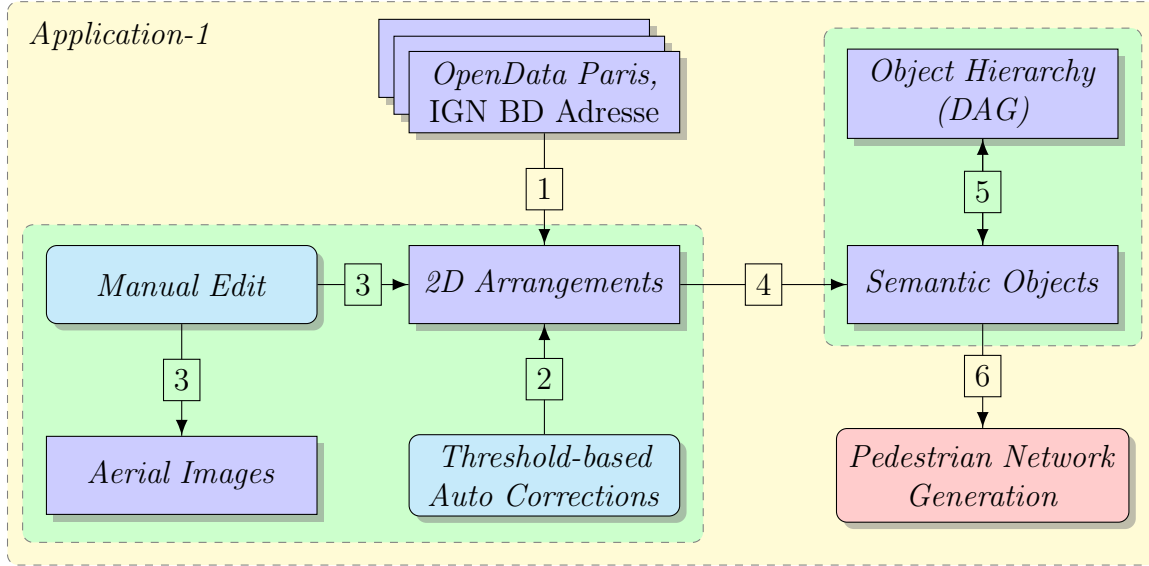 Application-1
OpenData Paris,
IGN BD Adresse
Object Hierarchy
(DAG)
1
5
Manual Edit
3
2D Arrangements
4
Semantic Objects
3
2
6
Aerial Images
Threshold-based
Auto Corrections
Pedestrian Network
Generation